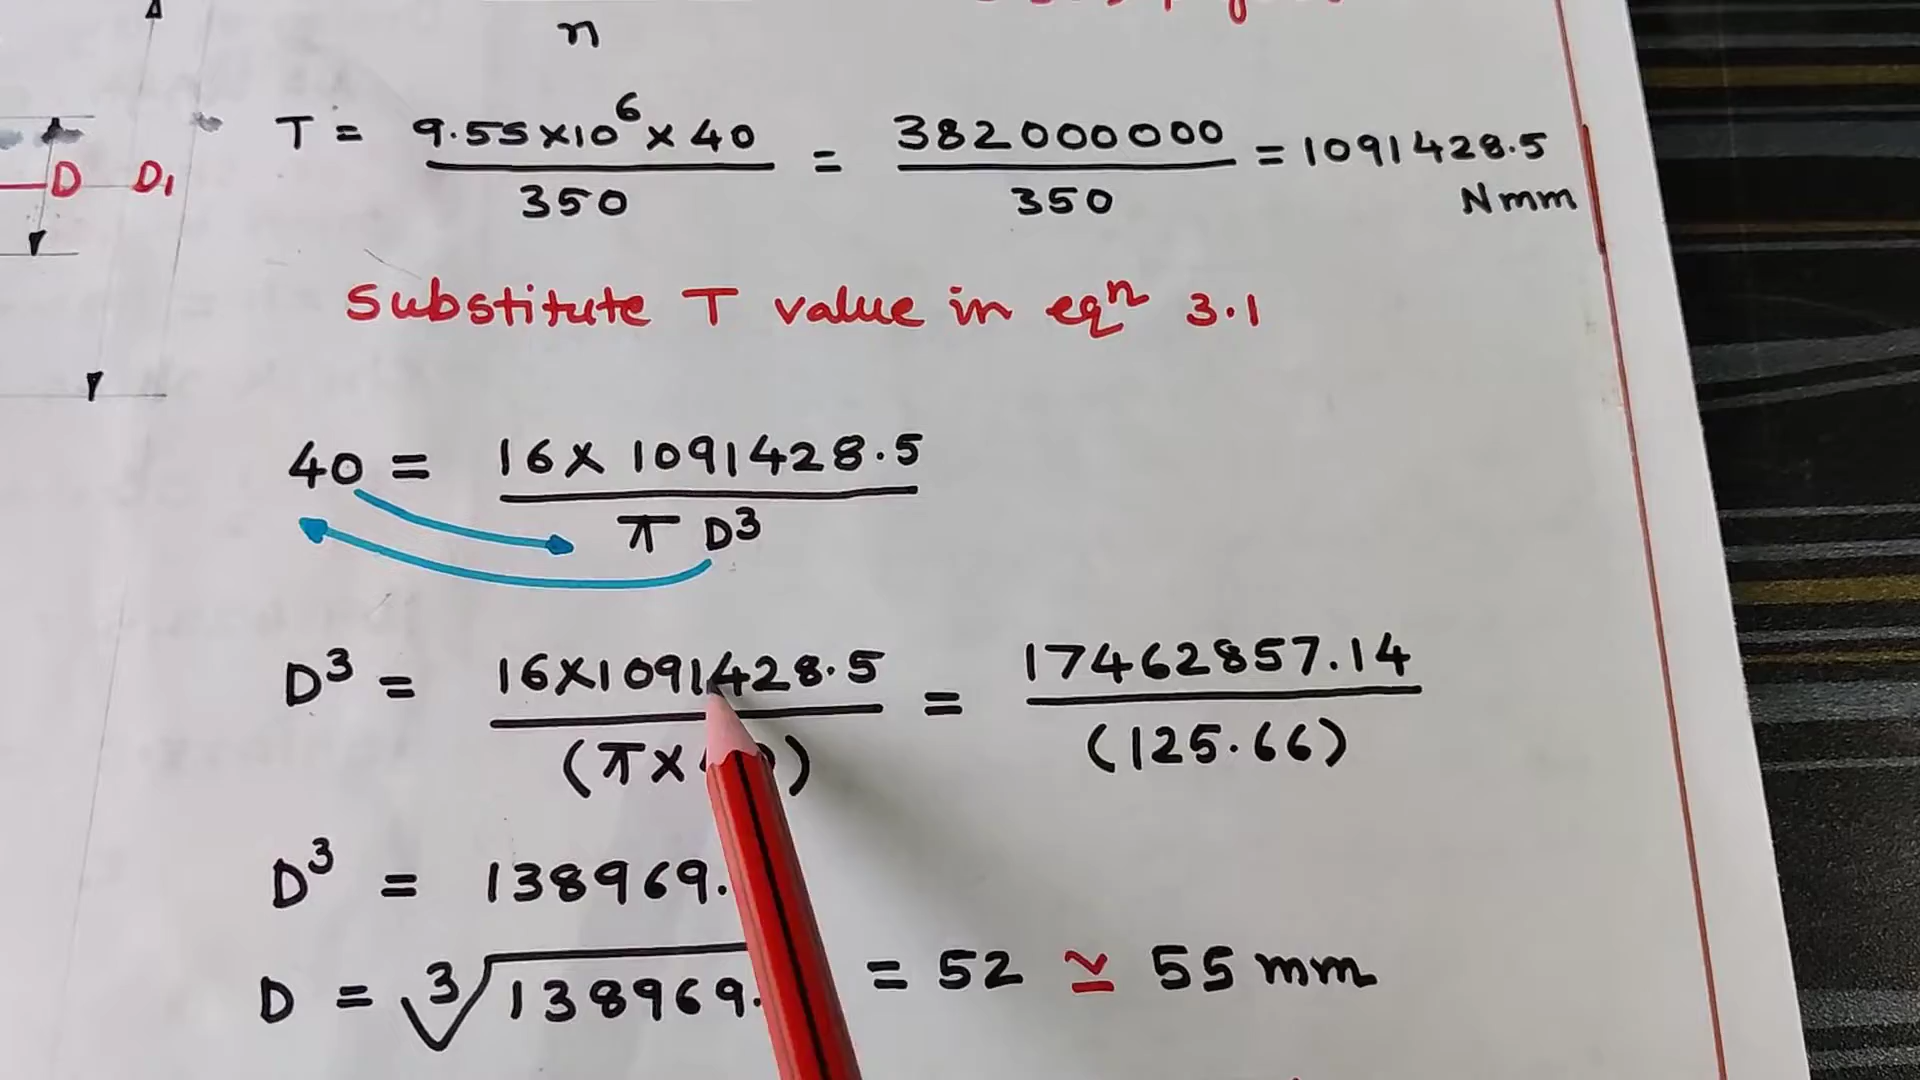 n
T = 9.55×10⁶×40 / 350 = 382000000 / 350 = 1091428.5
Nmm
D D₁
Substitute T value in eqⁿ 3.1
40 = 16× 1091428.5 / π D³
D³ = 16×1091428.5 / (π× ) = 17462857.14 / (125.66)
D³ = 138969.
D = ∛138969. = 52 ≃ 55 mm